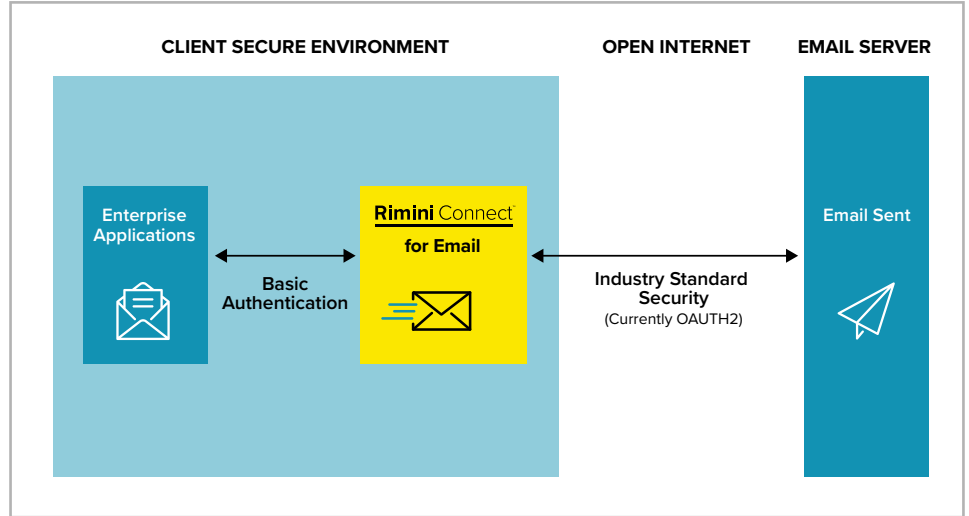 CLIENT SECURE ENVIRONMENT
OPEN INTERNET
EMAIL SERVER
Enterprise
Applications
Basic
Authentication
Rimini Connect™
for Email
Industry Standard
Security
(Currently OAUTH2)
Email Sent